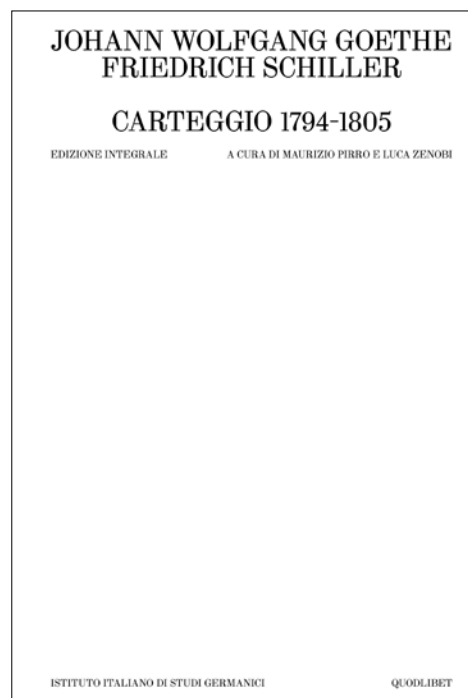 JOHANN WOLFGANG GOETHE
FRIEDRICH SCHILLER
CARTEGGIO 1794-1805
EDIZIONE INTEGRALE A CURA DI MAURIZIO PIRRO E LUCA ZENOBI
ISTITUTO ITALIANO DI STUDI GERMANICI QUODLIBET